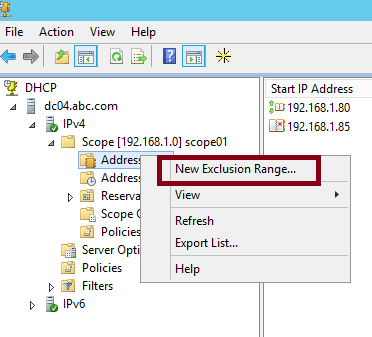 File Action View Help
DHCP
dc04.abc.com
IPv4
Scope [192.168.1.0] scope01
Address
Address
Reserva
Scope O
Policies
Server Optio
Policies
Filters
IPv6
New Exclusion Range...
View
Refresh
Export List...
Help
Start IP Address
192.168.1.80
192.168.1.85